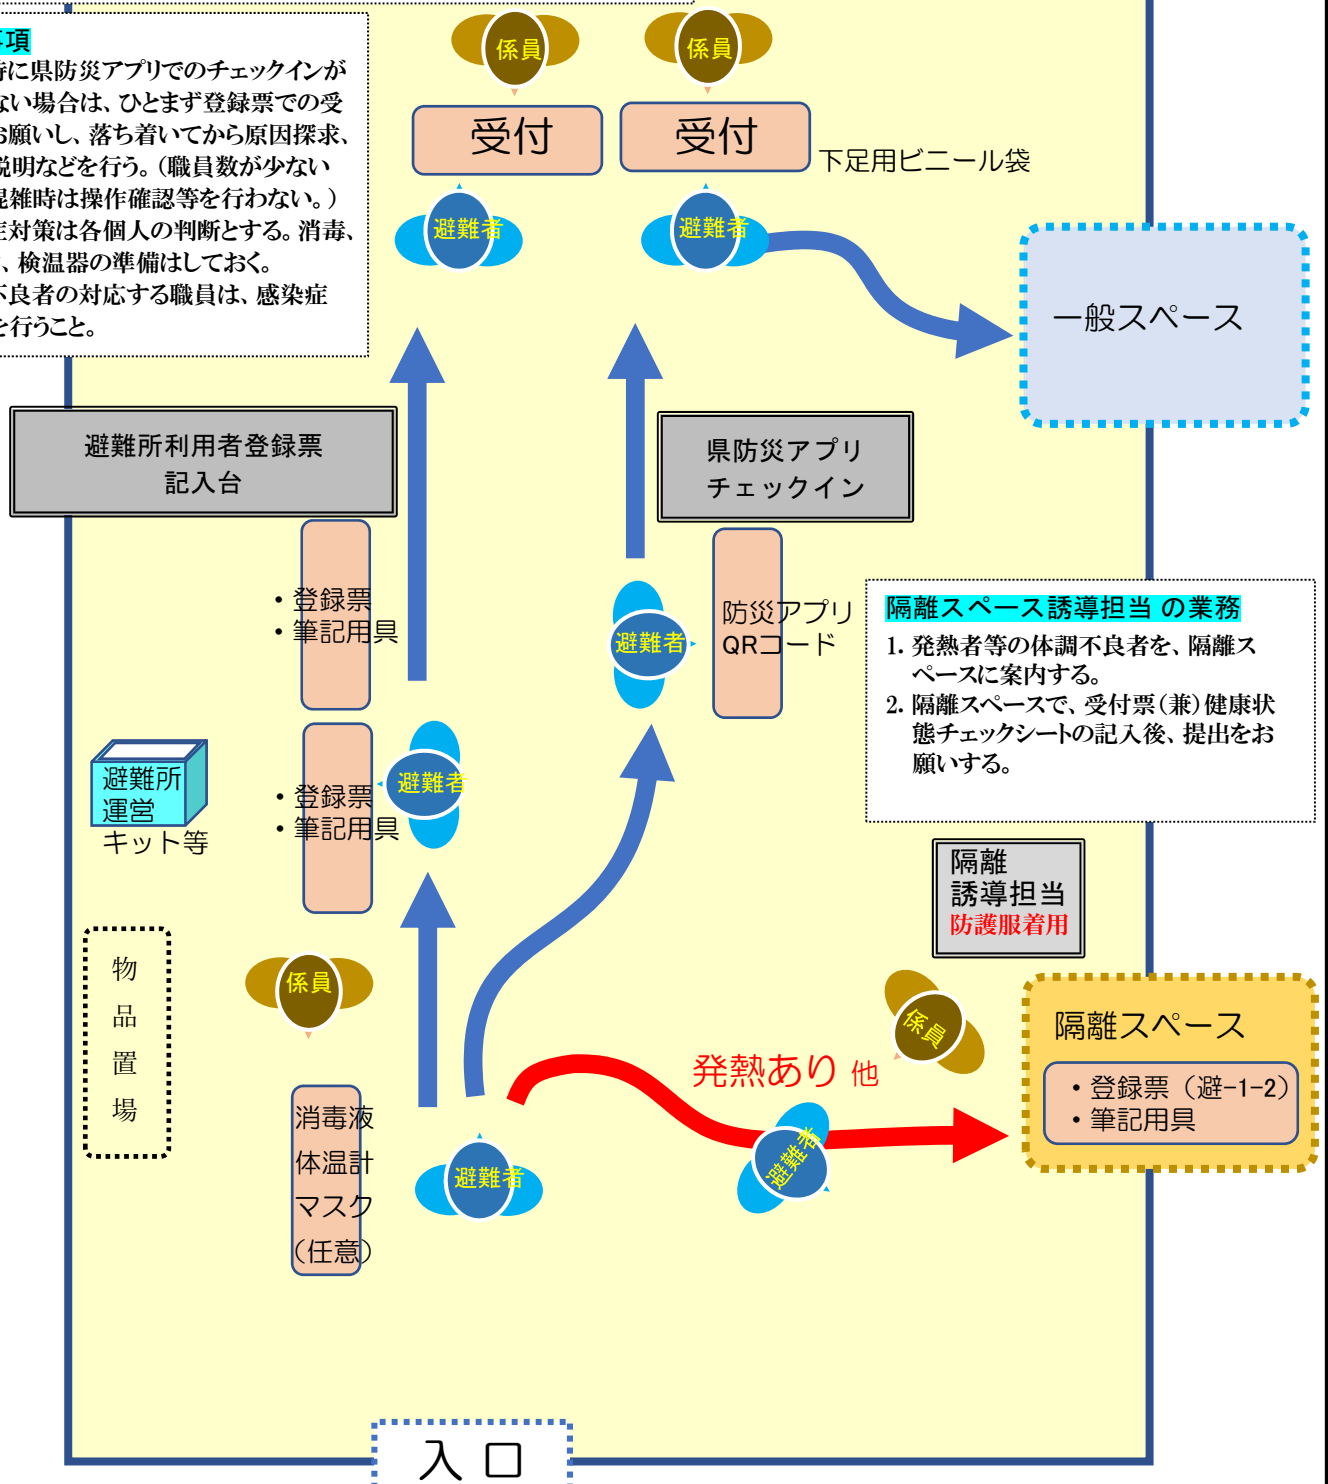 係員
係員
事項
時に県防災アプリでのチェックインが
ない場合は、ひとまず登録票での受
お願いし、落ち着いてから原因探求、
説明などを行う。（職員数が少ない
混雑時は操作確認等を行わない。）
症対策は各個人の判断とする。消毒、
、検温器の準備はしておく。
不良者の対応する職員は、感染症
を行うこと。
受付
受付
下足用ビニール袋
避難者
避難者
一般スペース
避難所利用者登録票
記入台
県防災アプリ
チェックイン
・登録票
・筆記用具
避難者
防災アプリ
QRコード
隔離スペース誘導担当 の業務
1. 発熱者等の体調不良者を、隔離ス
ペースに案内する。
2. 隔離スペースで、受付票（兼）健康状
態チェックシートの記入後、提出をお
願いする。
避難所
運営
キット等
・登録票
・筆記用具
避難者
隔離
誘導担当
防護服着用
物
品
置
場
係員
係員
隔離スペース
・登録票（避-1-2）
・筆記用具
発熱あり 他
消毒液
体温計
マスク
（任意）
避難者
避難者
入口